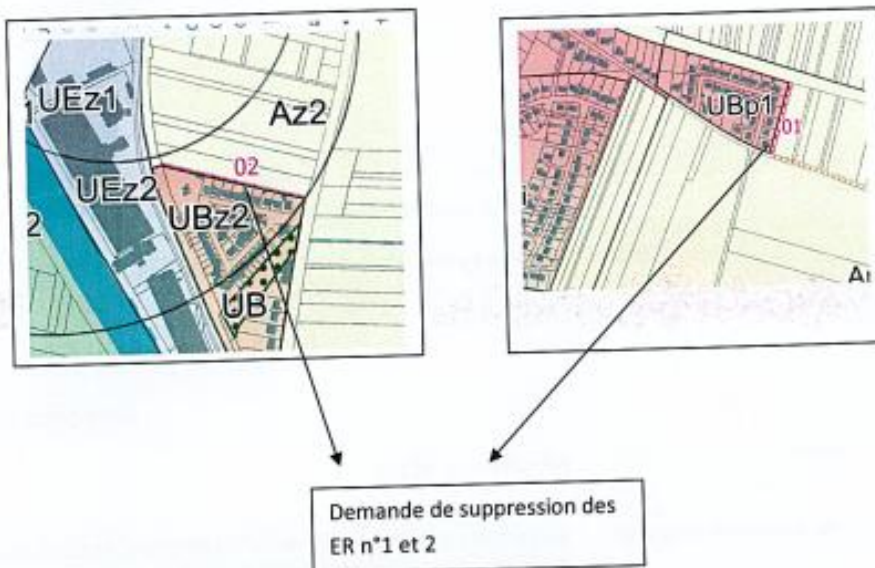 UEz1
Az2
02
UEz2
UBz2
2
UB
UBp1
01
i
Demande de suppression des
ER n°1 et 2